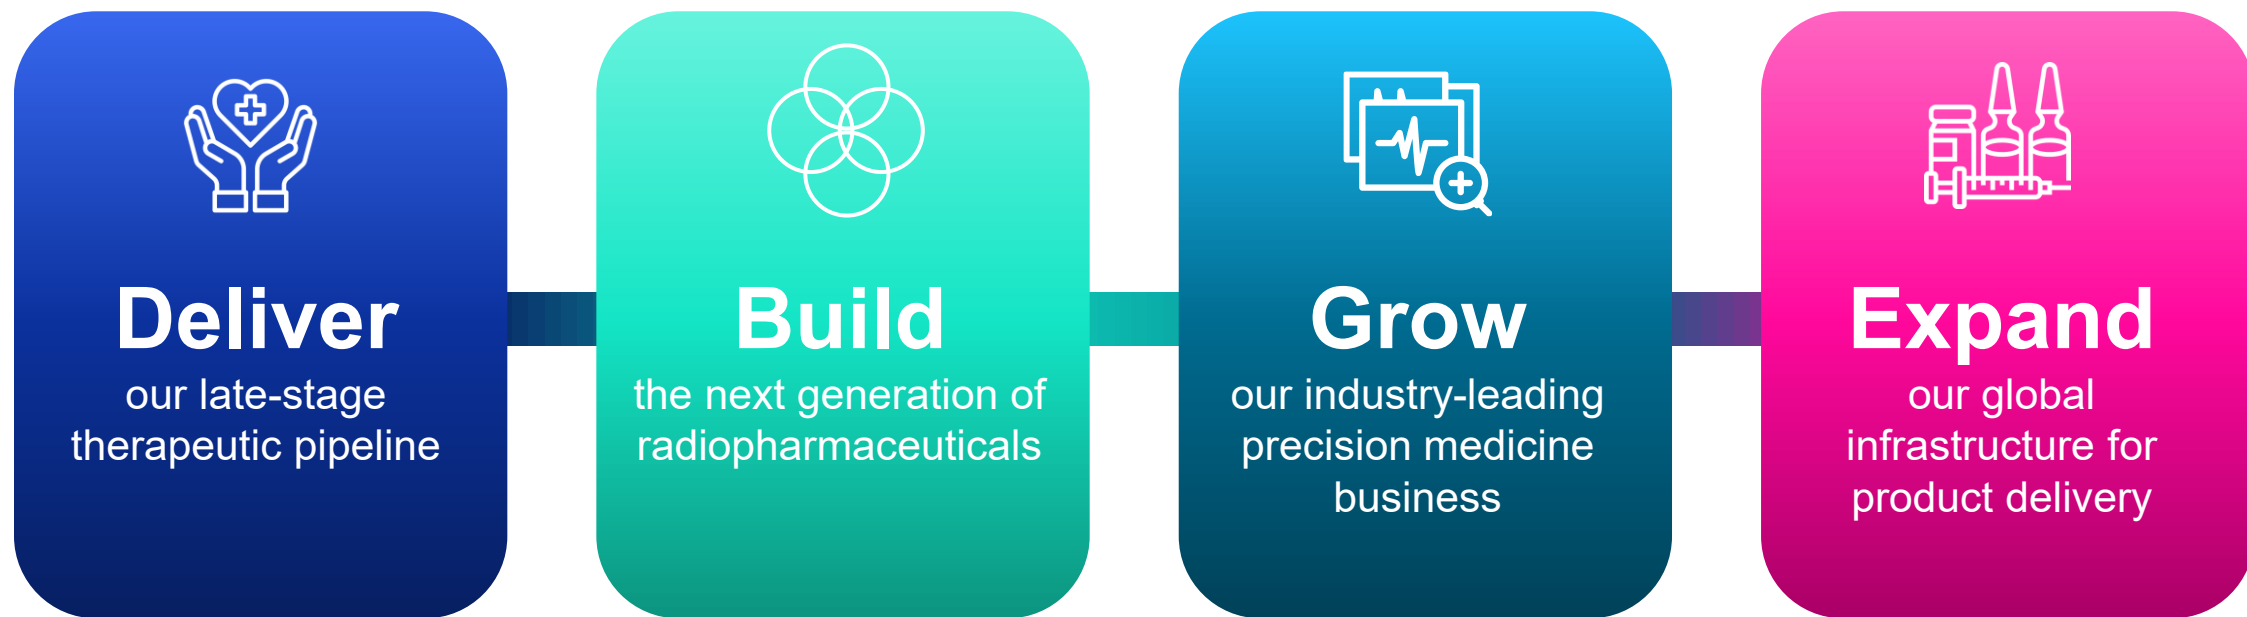 Deliver
our late-stage
therapeutic pipeline
Build
the next generation of
radiopharmaceuticals
Grow
our industry-leading
precision medicine
business
Expand
our global
infrastructure for
product delivery